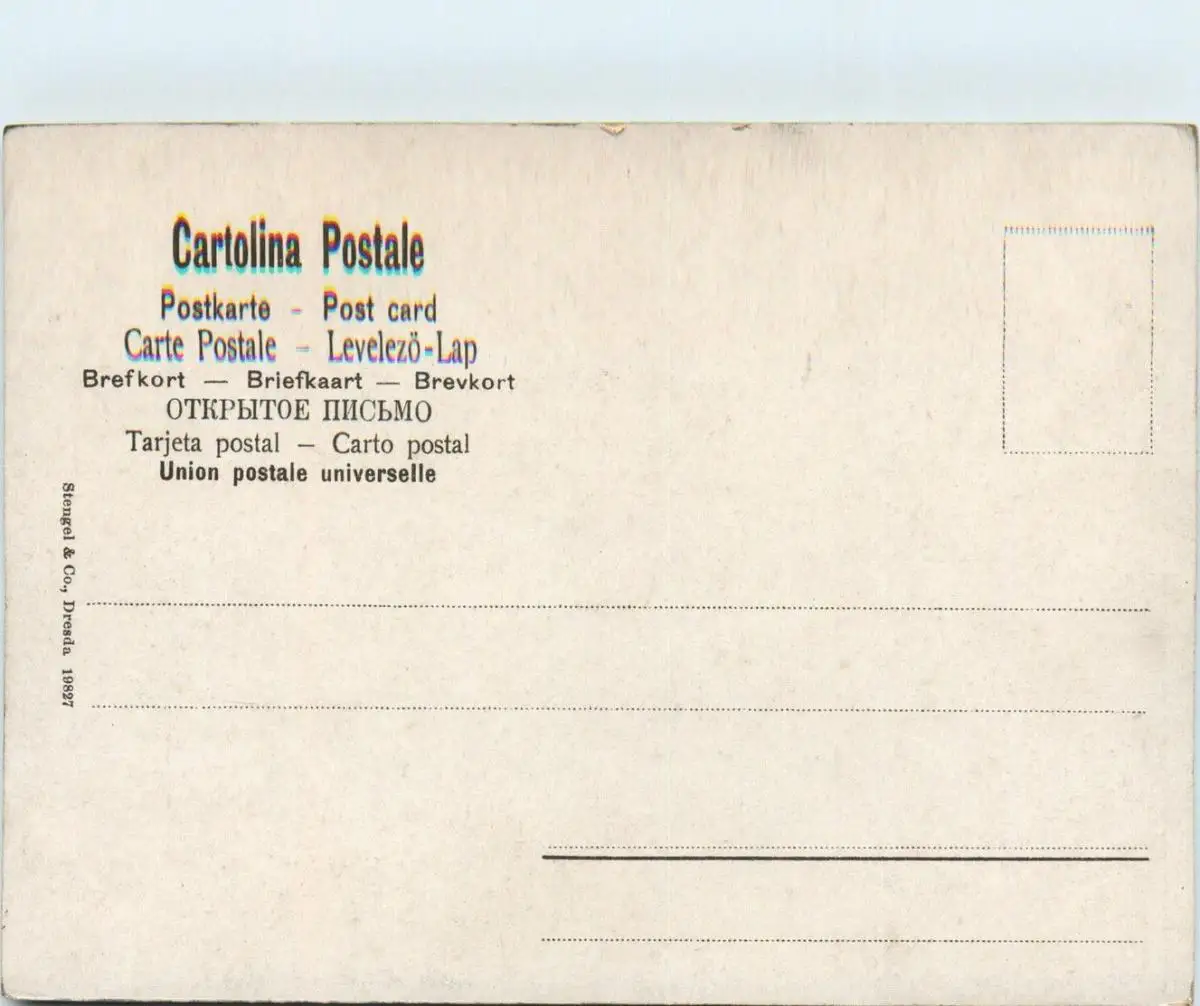 Cartolina Postale
Postkarte - Post card
Carte Postale - Levelezö-Lap
Brefkort — Briefkaart — Brevkort
ОТКРЫТОЕ ПИСЬМО
Tarjeta postal — Carto postal
Union postale universelle
Stengel & Co., Dresda 19827